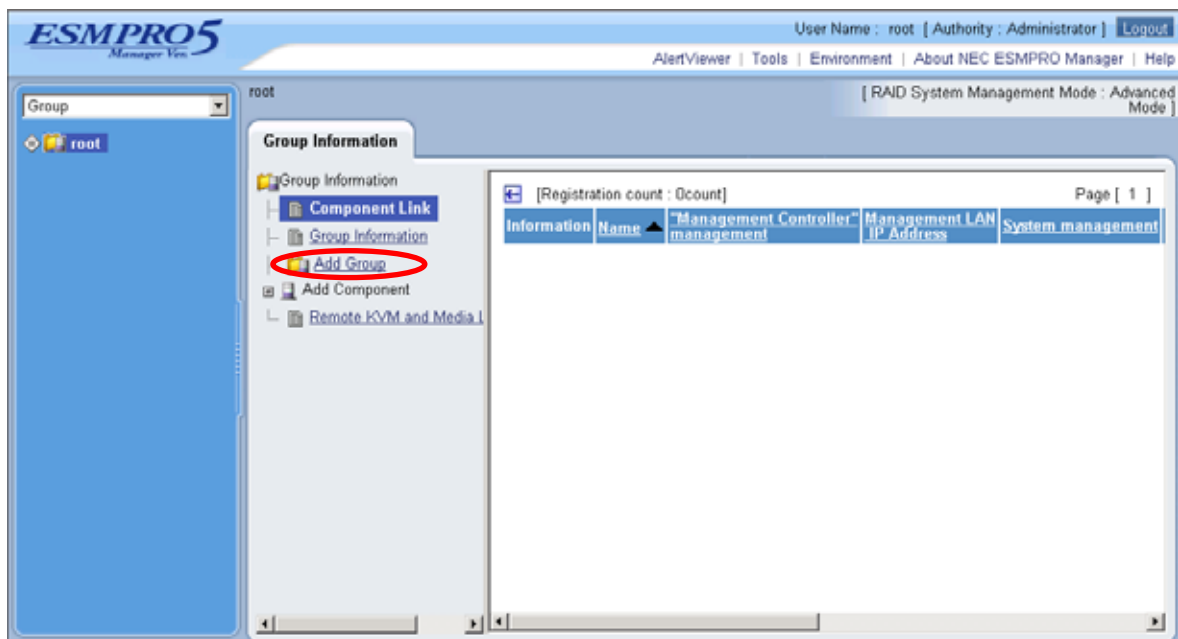 ESMPRO5
Manager Ver.
User Name : root [ Authority : Administrator ] Logout
AlertViewer | Tools | Environment | About NEC ESMPRO Manager | Help
Group
root
root
[ RAID System Management Mode : Advanced
Mode ]
Group Information
Group Information
Component Link
Group Information
Add Group
Add Component
Remote KVM and Media L
[Registration count : 0count]
Page [ 1 ]
Information Name "Management Controller" management Management LAN IP Address System management